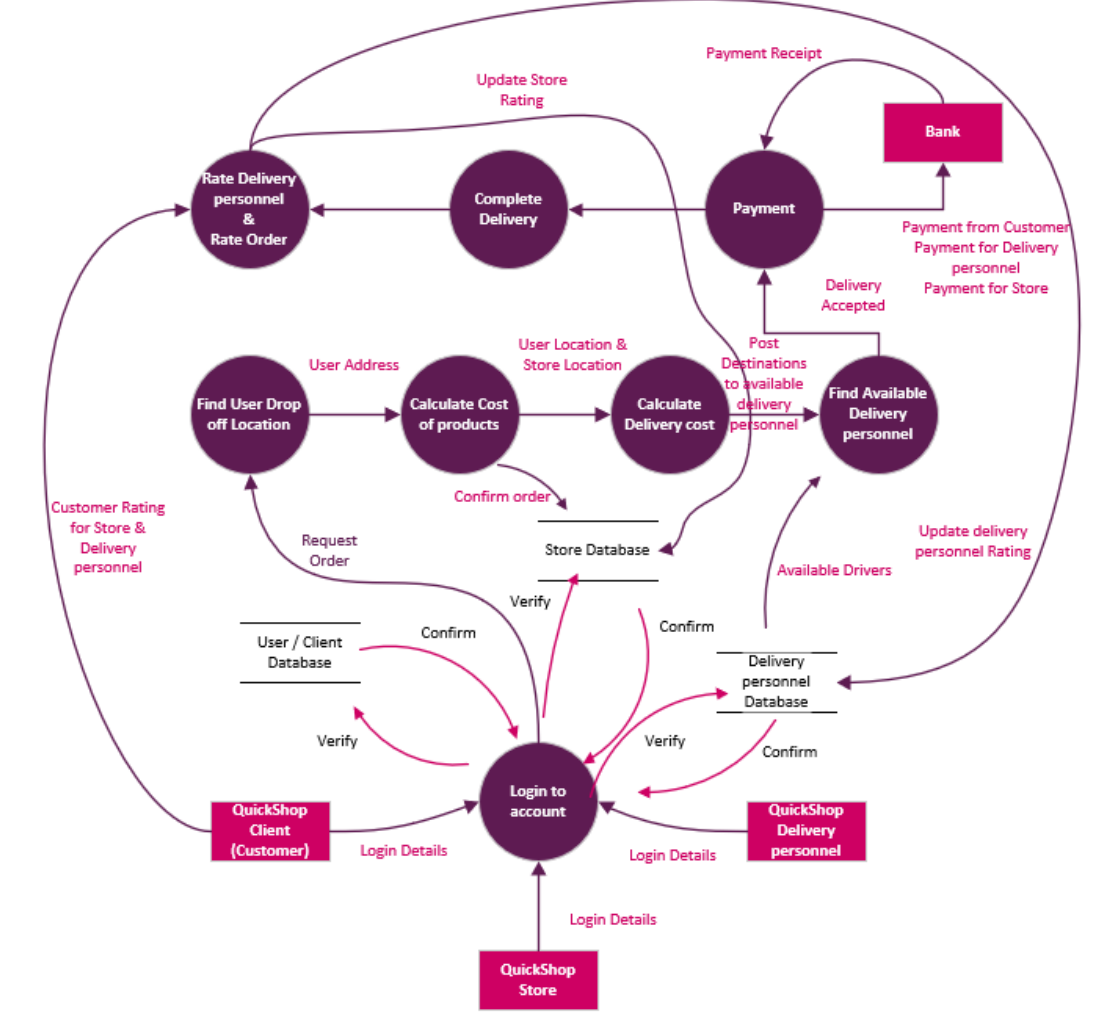 Payment Receipt
Update Store
Rating
Bank
Rate Delivery
personnel
&
Rate Order
Complete
Delivery
Payment
Payment from Customer
Payment for Delivery
personnel
Payment for Store
Delivery
Accepted
User Address
User Location &
Store Location
Post
Destinations
to available
delivery
personnel
Find User Drop
off Location
Calculate Cost
of products
Calculate
Delivery cost
Find Available
Delivery
personnel
Confirm order
Customer Rating
for Store &
Delivery
personnel
Request
Order
Store Database
Update delivery
personnel Rating
Available Drivers
Verify
User / Client
Database
Confirm
Confirm
Delivery
personnel
Database
Verify
Verify
Confirm
Login to
account
QuickShop
Client
(Customer)
Login Details
QuickShop
Delivery
personnel
Login Details
Login Details
QuickShop
Store